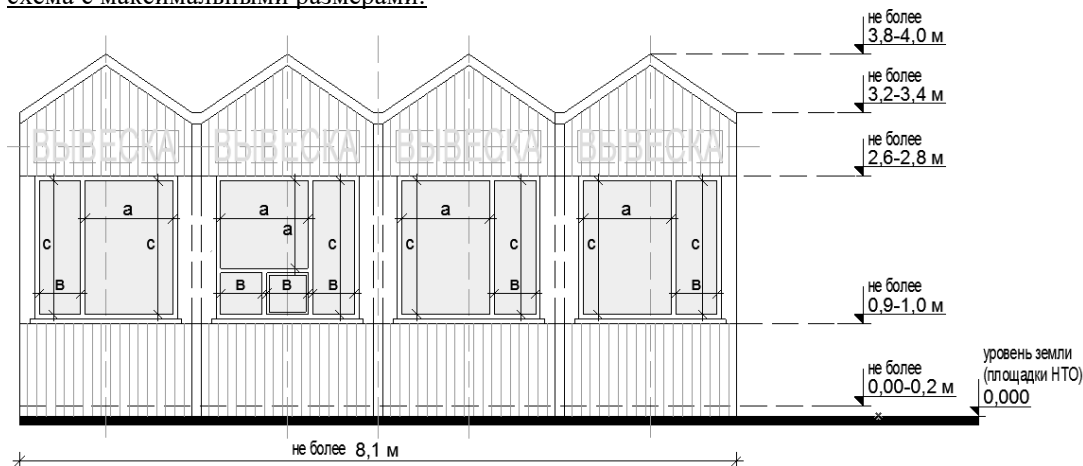 схема с максимальными размерами:
не более
3,8-4,0 м
не более
3,2-3,4 м
ВЫВЕСКА ВЫВЕСКА ВЫВЕСКА ВЫВЕСКА
не более
2,6-2,8 м
а а а а
а
с с с с с с с
в в в в в в
не более
0,9-1,0 м
не более
0,00-0,2 м
уровень земли
(площадки НТО)
0,000
не более 8,1 м